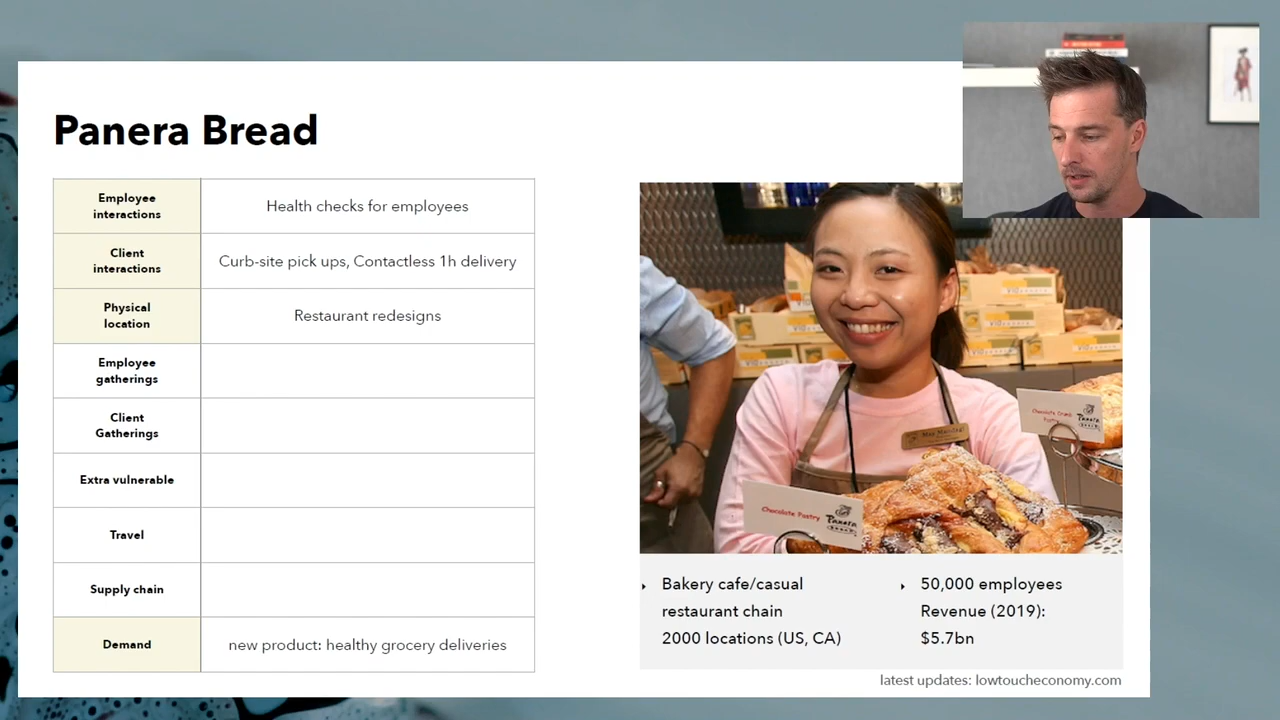 Panera Bread
Employee
interactions
Health checks for employees
Client
interactions
Curb-site pick ups, Contactless 1h delivery
Physical
location
Restaurant redesigns
Employee
gatherings
Client
Gatherings
Extra vulnerable
Travel
Supply chain
Demand
new product: healthy grocery deliveries
Chocolate Pastry
Panera
BREAD
Panera
Bakery cafe/casual
restaurant chain
2000 locations (US, CA)
50,000 employees
Revenue (2019):
$5.7bn
latest updates: lowtoucheconomy.com